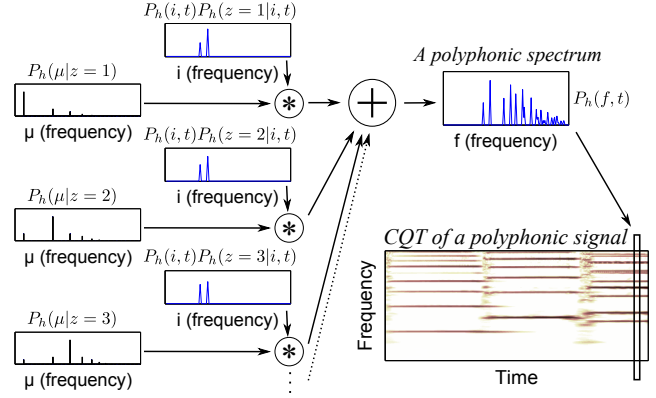 P_h(i,t)P_h(z = 1|i,t)
i (frequency)
P_h(μ|z = 1)
μ (frequency)
*
+
A polyphonic spectrum
P_h(f,t)
f (frequency)
P_h(i,t)P_h(z = 2|i,t)
i (frequency)
P_h(μ|z = 2)
μ (frequency)
*
P_h(i,t)P_h(z = 3|i,t)
i (frequency)
P_h(μ|z = 3)
μ (frequency)
*
CQT of a polyphonic signal
Frequency
Time